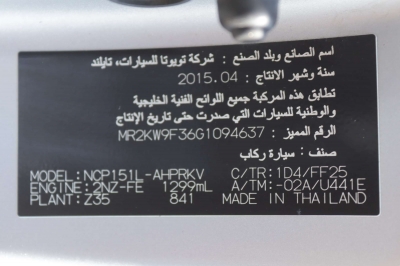 اسم الصانع وبلد الصنع : شركة تويوتا للسيارات، تايلند
سنة وشهر الانتاج : 2015.04
تطابق هذه المركبة جميع اللوائح الفنية الخليجية
والوطنية للسيارات التي صدرت حتى تاريخ الإنتاج
الرقم المميز : MR2KW9F36G1094637
صنف : سيارة ركاب
MODEL:NCP151L-AHPRKV C/TR:1D4/FF25
ENGINE:2NZ-FE 1299mL A/TM:-02A/U441E
PLANT:Z35 841 MADE IN THAILAND